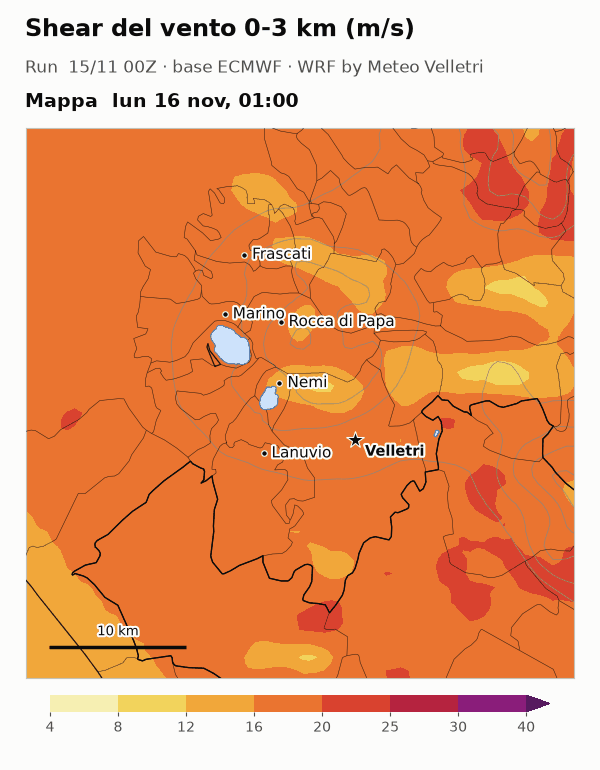 Shear del vento 0-3 km (m/s)
Run  15/11 00Z · base ECMWF · WRF by Meteo Velletri
Mappa  lun 16 nov, 01:00
Frascati
Marino
Rocca di Papa
Nemi
Velletri
Lanuvio
10 km
4 8 12 16 20 25 30 40